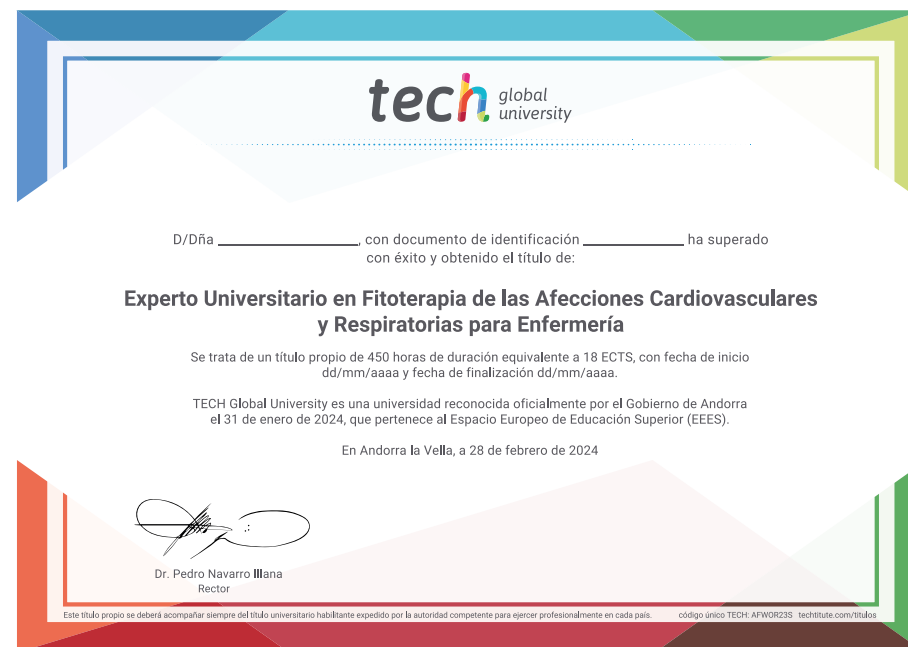 tech global university
D/Dña ____________________, con documento de identificación ______________ ha superado
con éxito y obtenido el título de:
Experto Universitario en Fitoterapia de las Afecciones Cardiovasculares
y Respiratorias para Enfermería
Se trata de un título propio de 450 horas de duración equivalente a 18 ECTS, con fecha de inicio
dd/mm/aaaa y fecha de finalización dd/mm/aaaa.
TECH Global University es una universidad reconocida oficialmente por el Gobierno de Andorra
el 31 de enero de 2024, que pertenece al Espacio Europeo de Educación Superior (EEES).
En Andorra la Vella, a 28 de febrero de 2024
Dr. Pedro Navarro Illana
Rector
Este título propio se deberá acompañar siempre del título universitario habilitante expedido por la autoridad competente para ejercer profesionalmente en cada país. código único TECH: AFWOR23S techtitute.com/titulos